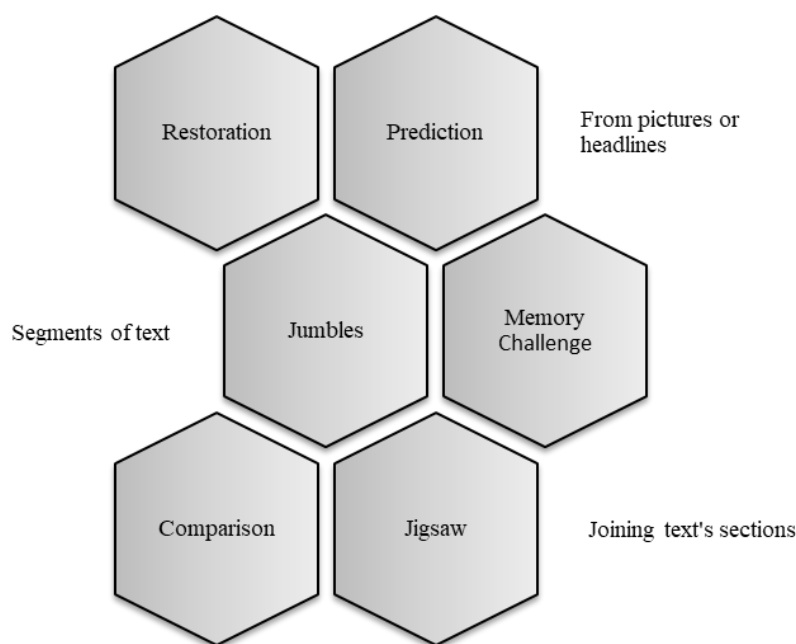 Restoration
Prediction
From pictures or
headlines
Segments of text
Jumbles
Memory
Challenge
Comparison
Jigsaw
Joining text's sections